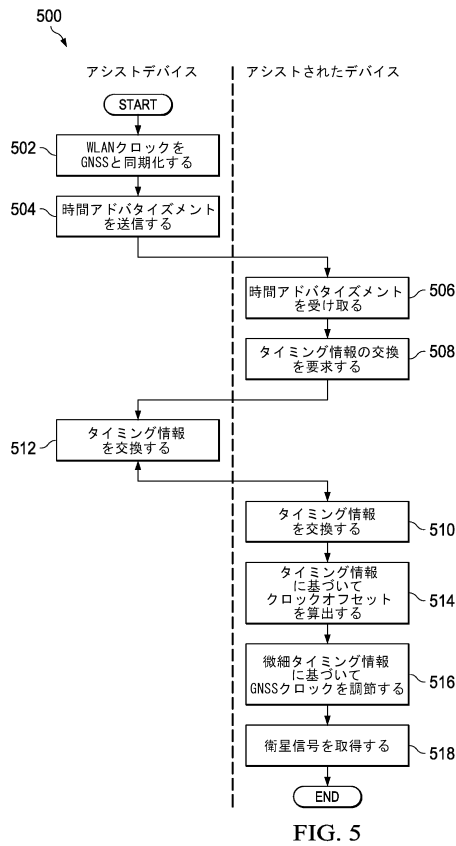 500
アシストデバイス
アシストされたデバイス
START
502
WLANクロックを
GNSSと同期化する
504
時間アドバタイズメント
を送信する
時間アドバタイズメント
を受け取る
506
タイミング情報の交換
を要求する
508
512
タイミング情報
を交換する
タイミング情報
を交換する
510
タイミング情報
に基づいて
クロックオフセット
を算出する
514
微細タイミング情報
に基づいて
GNSSクロックを調節する
516
衛星信号を取得する
518
END
FIG. 5